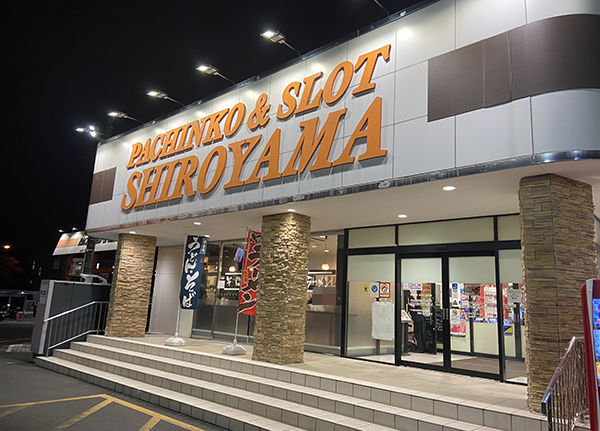 PACHINKO & SLOT
SHIROYAMA
うどんそば